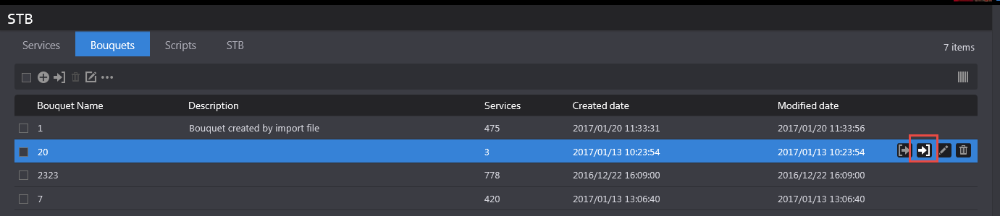 STB
Services Bouquets Scripts STB 7 items
Bouquet Name Description Services Created date Modified date
1 Bouquet created by import file 475 2017/01/20 11:33:31 2017/01/20 11:33:56
20 3 2017/01/13 10:23:54 2017/01/13 10:23:54
2323 778 2016/12/22 16:09:00 2016/12/22 16:09:00
7 420 2017/01/13 13:06:40 2017/01/13 13:06:40